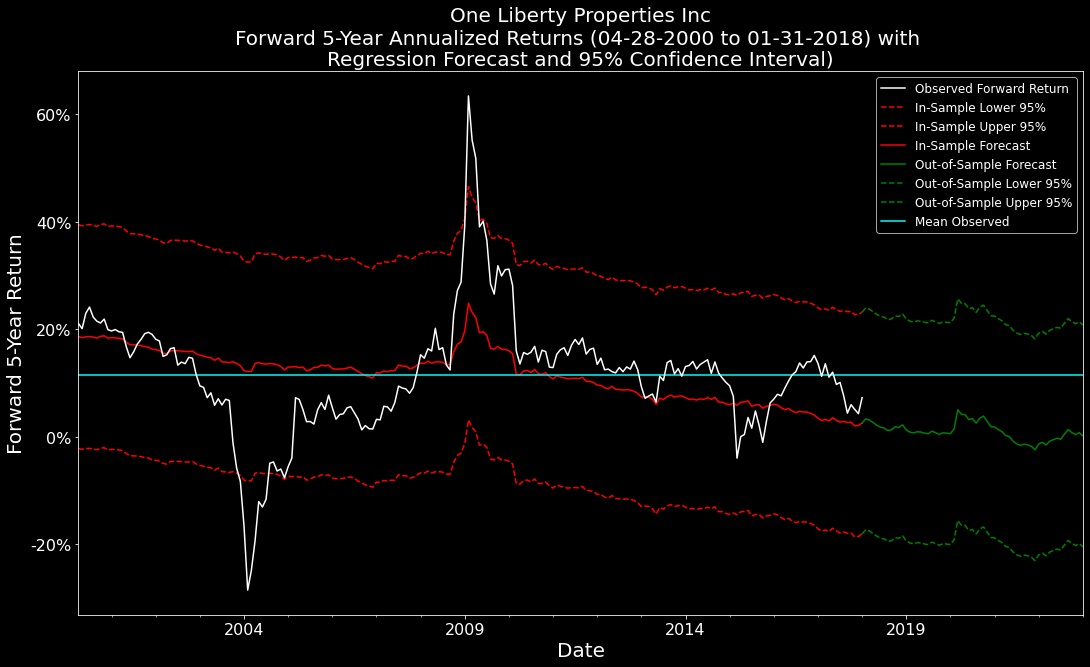 One Liberty Properties Inc
Forward 5-Year Annualized Returns (04-28-2000 to 01-31-2018) with
Regression Forecast and 95% Confidence Interval)
Observed Forward Return
In-Sample Lower 95%
In-Sample Upper 95%
In-Sample Forecast
Out-of-Sample Forecast
Out-of-Sample Lower 95%
Out-of-Sample Upper 95%
Mean Observed
Forward 5-Year Return
60%
40%
20%
0%
-20%
2004
2009
2014
2019
Date